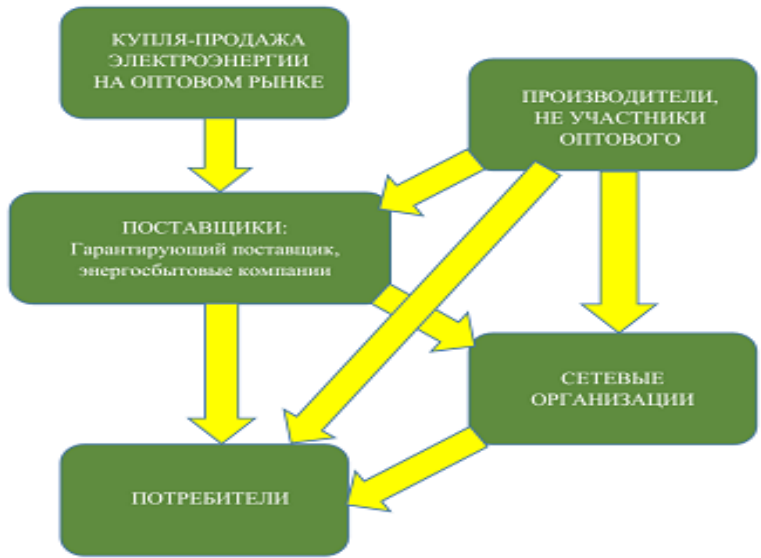 КУПЛЯ-ПРОДАЖА
ЭЛЕКТРОЭНЕРГИИ
НА ОПТОВОМ РЫНКЕ
ПРОИЗВОДИТЕЛИ,
НЕ УЧАСТНИКИ
ОПТОВОГО
ПОСТАВЩИКИ:
Гарантирующий поставщик,
энергосбытовые компании
СЕТЕВЫЕ
ОРГАНИЗАЦИИ
ПОТРЕБИТЕЛИ